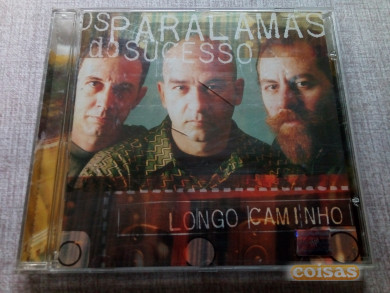 OS PARALAMAS
do SUCESSO
LONGO CAMINHO
coisas